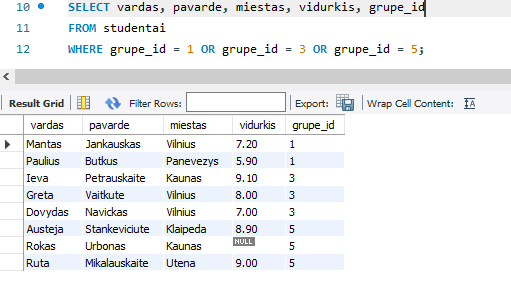 10 SELECT vardas, pavarde, miestas, vidurkis, grupe_id
11 FROM studentai
12 WHERE grupe_id = 1 OR grupe_id = 3 OR grupe_id = 5;
Result Grid Filter Rows: Export: Wrap Cell Content: IA
vardas pavarde miestas vidurkis grupe_id
Mantas Jankauskas Vilnius 7.20 1
Paulius Butkus Panevezys 5.90 1
Ieva Petrauskaite Kaunas 9.10 3
Greta Vaitkute Vilnius 8.00 3
Dovydas Navickas Vilnius 7.00 3
Austeja Stankeviciute Klaipeda 8.90 5
Rokas Urbonas Kaunas NULL 5
Ruta Mikalauskaite Utena 9.00 5